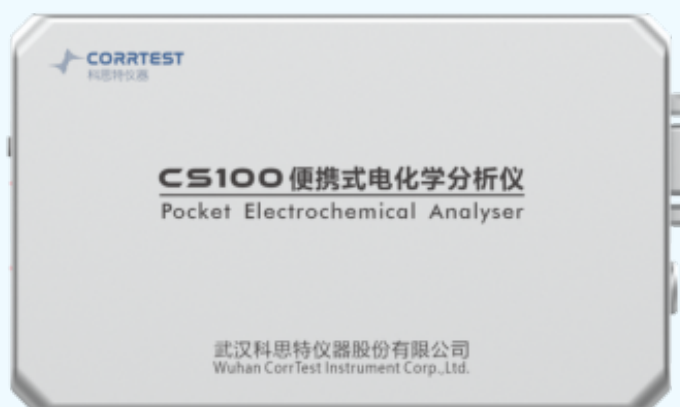 CORRTEST
科思特仪器
CS100便携式电化学分析仪
Pocket Electrochemical Analyser
武汉科思特仪器股份有限公司
Wuhan CorrTest Instrument Corp.,Ltd.